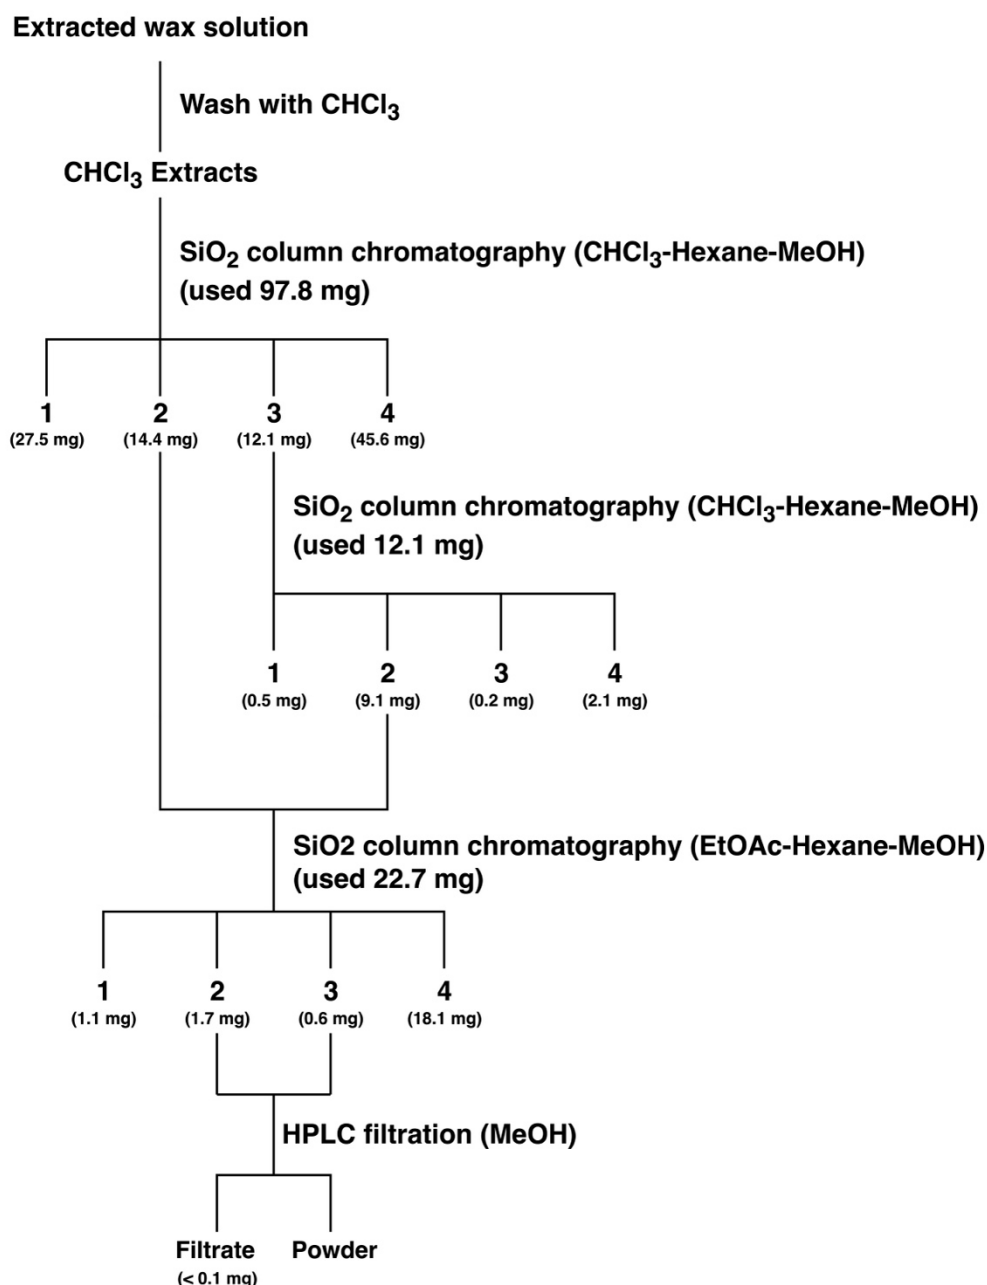 Extracted wax solution
Wash with CHCl₃
CHCl₃ Extracts
SiO₂ column chromatography (CHCl₃-Hexane-MeOH)
(used 97.8 mg)
1 2 3 4
(27.5 mg) (14.4 mg) (12.1 mg) (45.6 mg)
SiO₂ column chromatography (CHCl₃-Hexane-MeOH)
(used 12.1 mg)
1 2 3 4
(0.5 mg) (9.1 mg) (0.2 mg) (2.1 mg)
SiO2 column chromatography (EtOAc-Hexane-MeOH)
(used 22.7 mg)
1 2 3 4
(1.1 mg) (1.7 mg) (0.6 mg) (18.1 mg)
HPLC filtration (MeOH)
Filtrate Powder
(< 0.1 mg)